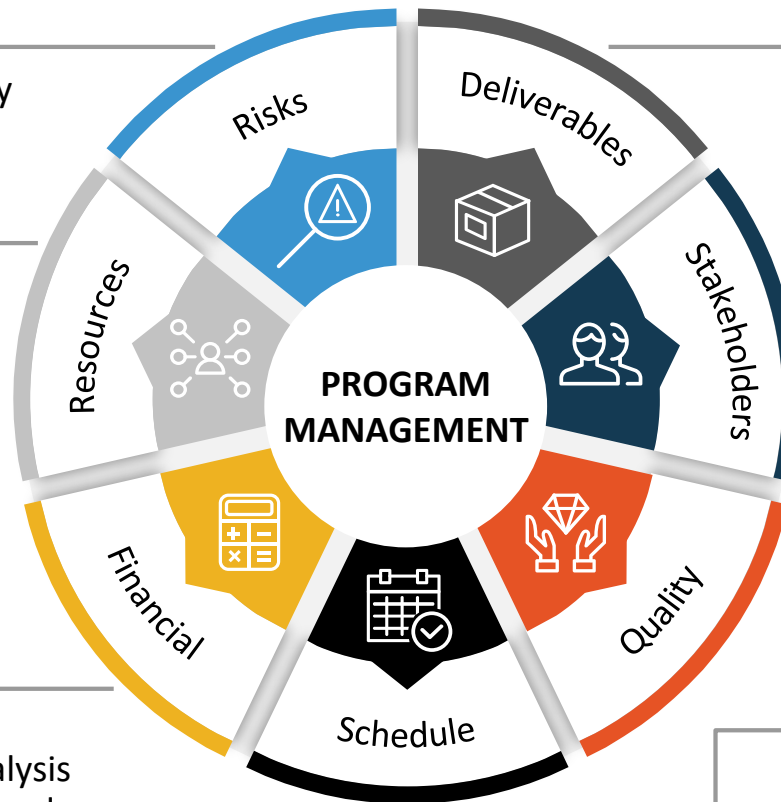 Risks
Deliverables
Stakeholders
Quality
Schedule
Financial
Resources
PROGRAM
MANAGEMENT